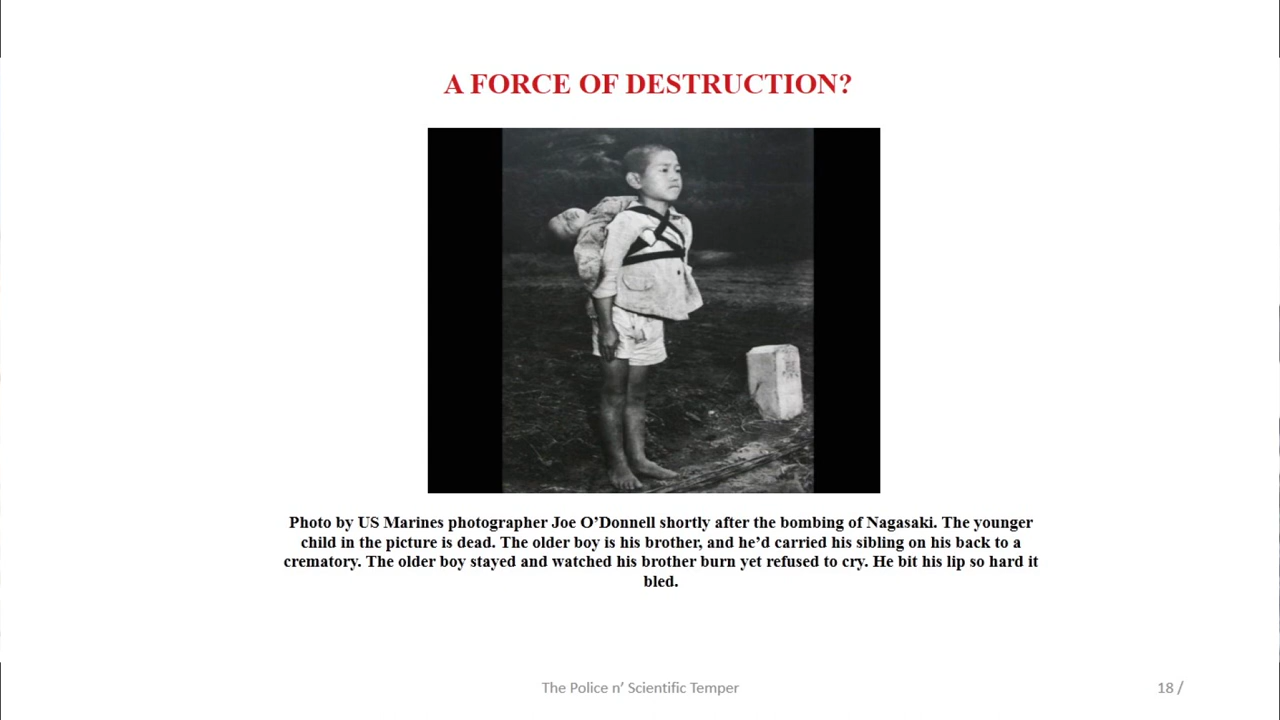 A FORCE OF DESTRUCTION?
Photo by US Marines photographer Joe O’Donnell shortly after the bombing of Nagasaki. The younger
child in the picture is dead. The older boy is his brother, and he’d carried his sibling on his back to a
crematory. The older boy stayed and watched his brother burn yet refused to cry. He bit his lip so hard it
bled.
The Police n’ Scientific Temper
18 /